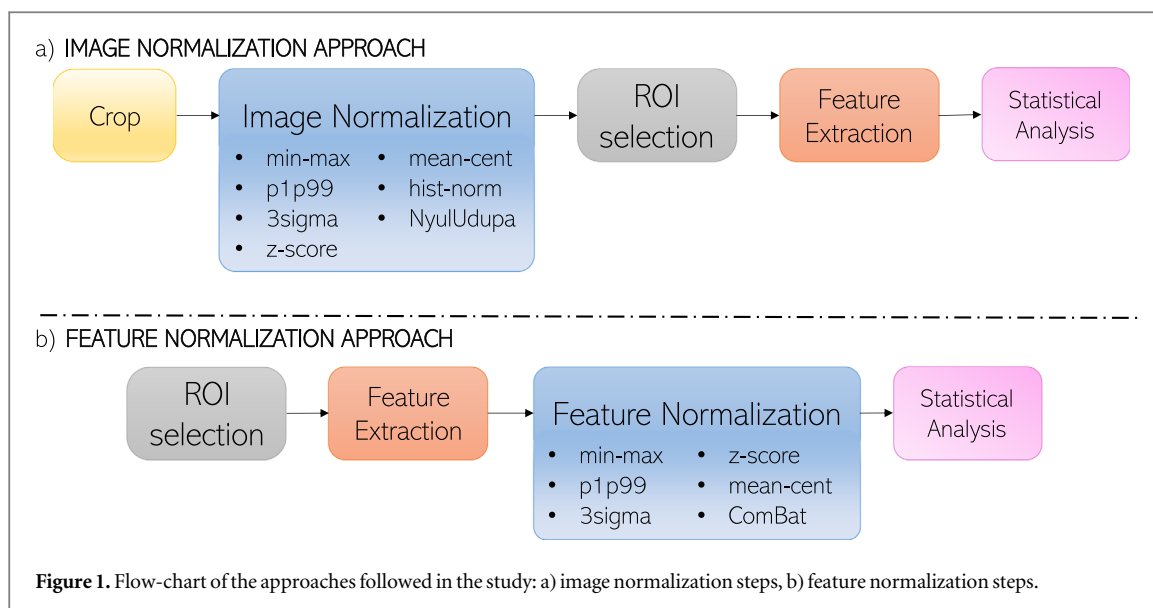 a) IMAGE NORMALIZATION APPROACH
Crop
Image Normalization
• min-max
• p1p99
• 3sigma
• z-score
• mean-cent
• hist-norm
• NyulUdupa
ROI
selection
Feature
Extraction
Statistical
Analysis
b) FEATURE NORMALIZATION APPROACH
ROI
selection
Feature
Extraction
Feature Normalization
• min-max
• p1p99
• 3sigma
• z-score
• mean-cent
• ComBat
Statistical
Analysis
Figure 1. Flow-chart of the approaches followed in the study: a) image normalization steps, b) feature normalization steps.